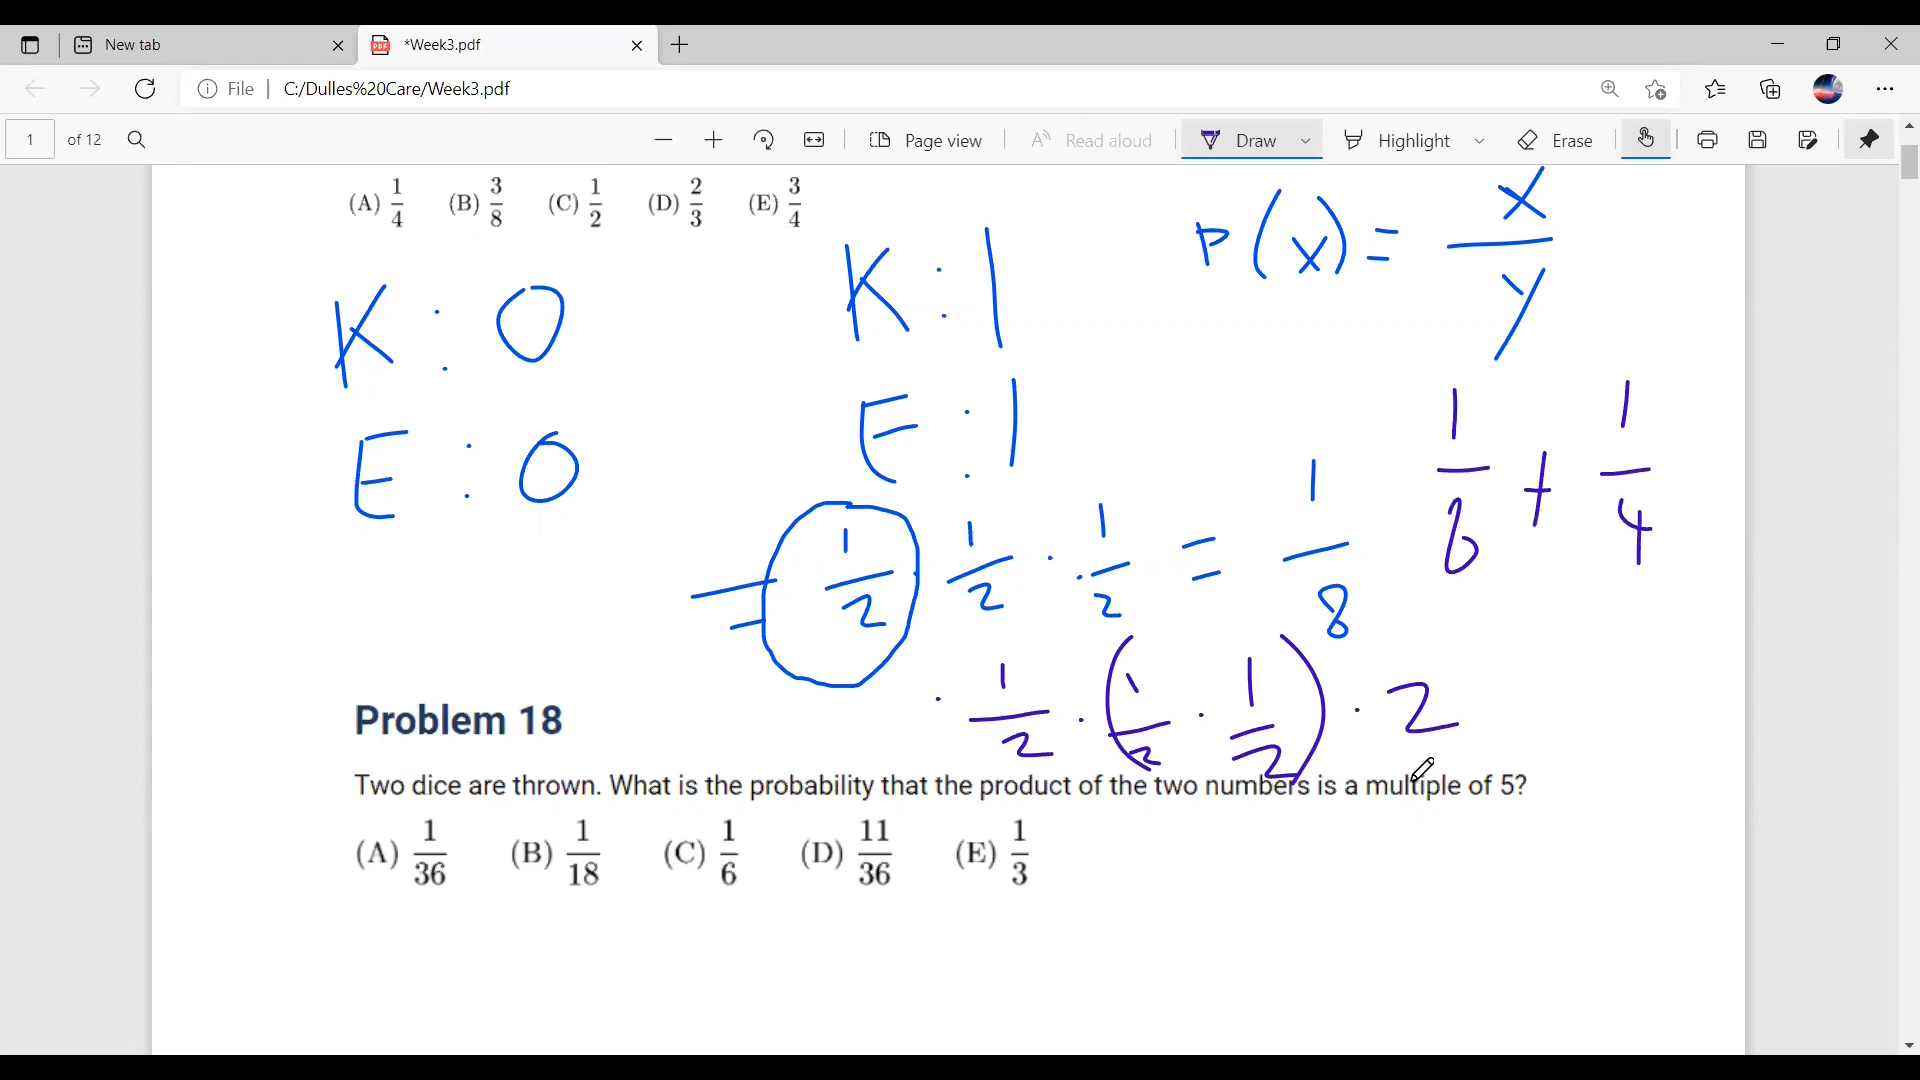 New tab
*Week3.pdf
File | C:/Dulles%20Care/Week3.pdf
1 of 12 Page view Read aloud Draw Highlight Erase
(A) 1/4 (B) 3/8 (C) 1/2 (D) 2/3 (E) 3/4
P(x) = x/y
K : 0
K : 1
E : 0
E : 1
1/8 + 1/4
= 1/2 · 1/2 · 1/2 = 1/8
· 1/2 · (1/2 · 1/2) · 2
Problem 18
Two dice are thrown. What is the probability that the product of the two numbers is a multiple of 5?
(A) 1/36 (B) 1/18 (C) 1/6 (D) 11/36 (E) 1/3